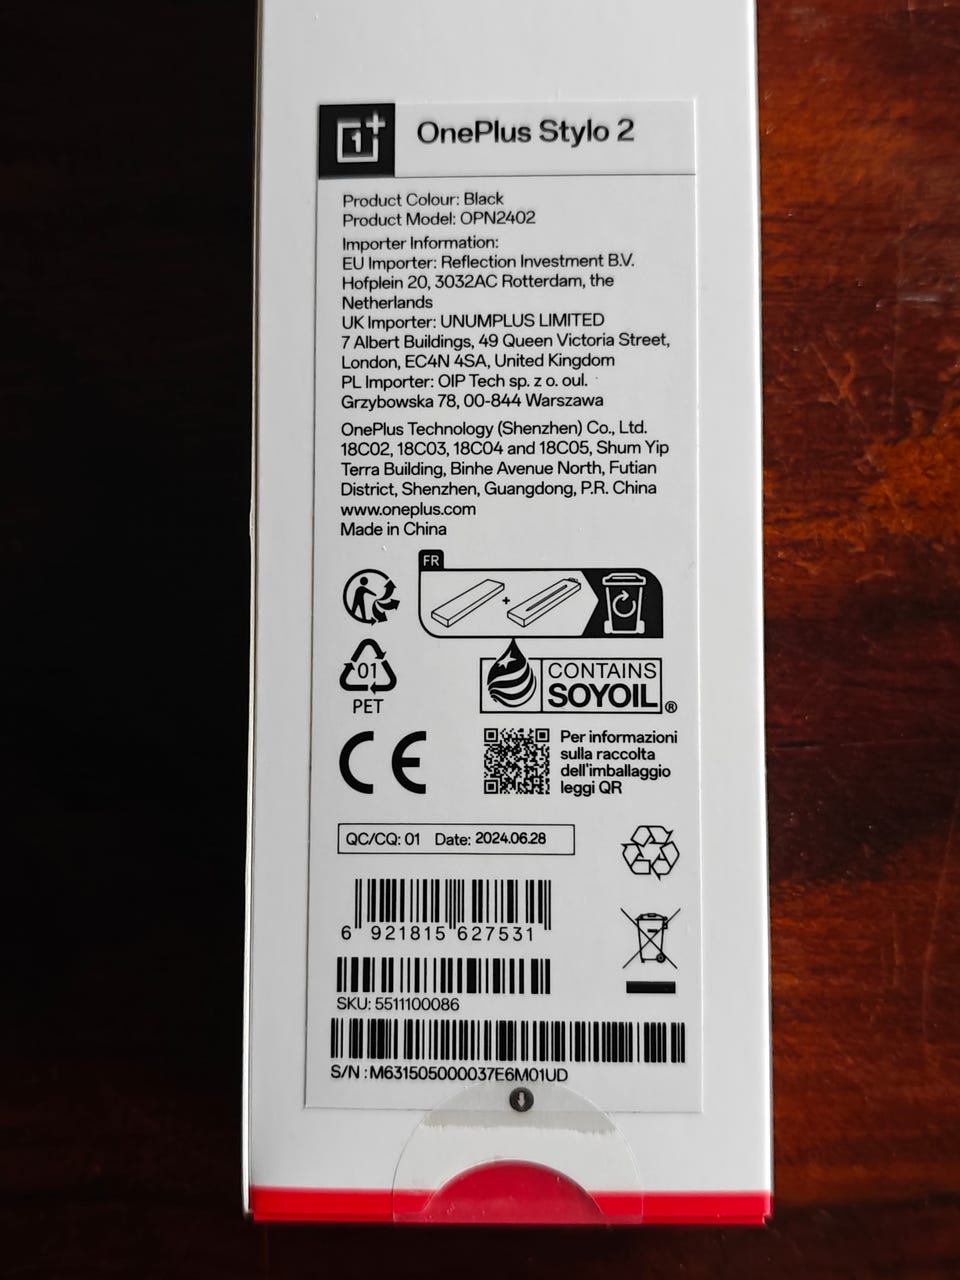 1+
OnePlus Stylo 2
Product Colour: Black
Product Model: OPN2402
Importer Information:
EU Importer: Reflection Investment B.V.
Hofplein 20, 3032AC Rotterdam, the
Netherlands
UK Importer: UNUMPLUS LIMITED
7 Albert Buildings, 49 Queen Victoria Street,
London, EC4N 4SA, United Kingdom
PL Importer: OIP Tech sp. z o. oul.
Grzybowska 78, 00-844 Warszawa
OnePlus Technology (Shenzhen) Co., Ltd.
18C02, 18C03, 18C04 and 18C05, Shum Yip
Terra Building, Binhe Avenue North, Futian
District, Shenzhen, Guangdong, P.R. China
www.oneplus.com
Made in China
FR
+
01
PET
CONTAINS
SOYOIL®
CE
Per informazioni
sulla raccolta
dell'imballaggio
leggi QR
QC/CQ: 01 Date: 2024.06.28
6 921815 627531
SKU: 5511100086
S/N : M631505000037E6M01UD